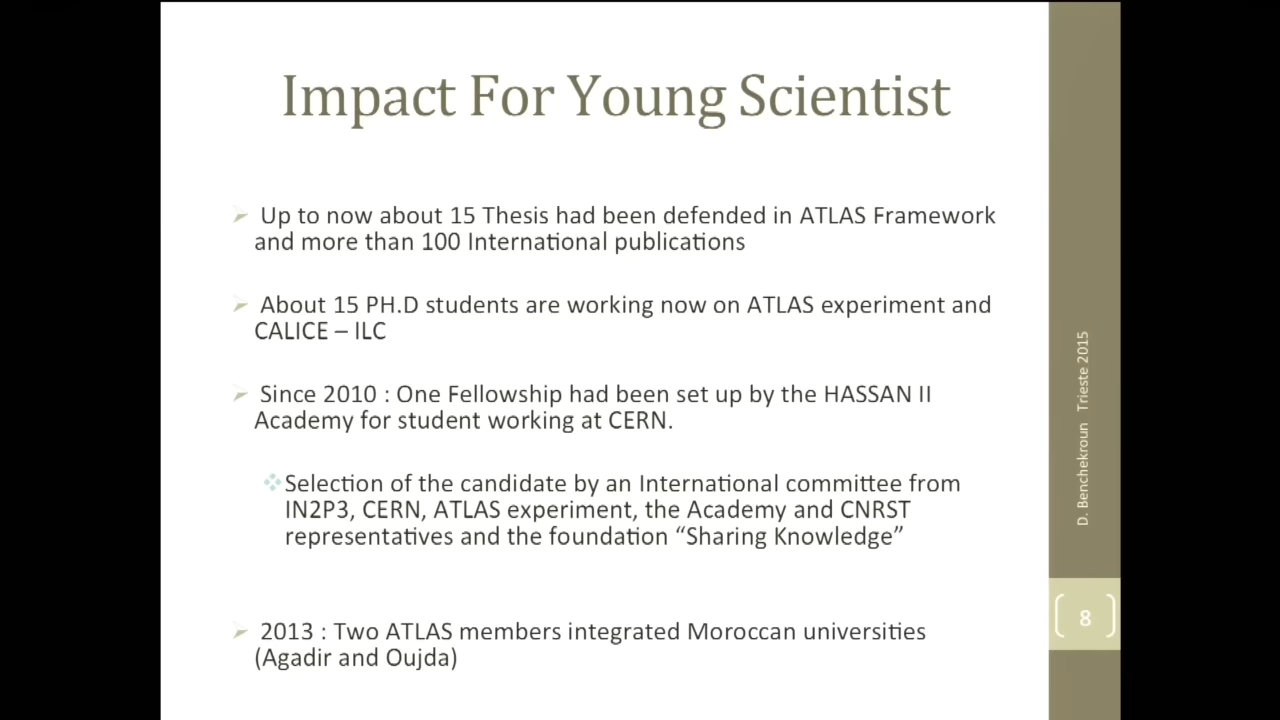 Impact For Young Scientist
Up to now about 15 Thesis had been defended in ATLAS Framework
and more than 100 International publications
About 15 PH.D students are working now on ATLAS experiment and
CALICE – ILC
Since 2010 : One Fellowship had been set up by the HASSAN II
Academy for student working at CERN.
Selection of the candidate by an International committee from
IN2P3, CERN, ATLAS experiment, the Academy and CNRST
representatives and the foundation “Sharing Knowledge”
2013 : Two ATLAS members integrated Moroccan universities
(Agadir and Oujda)
D. Benchekroun Trieste 2015
8